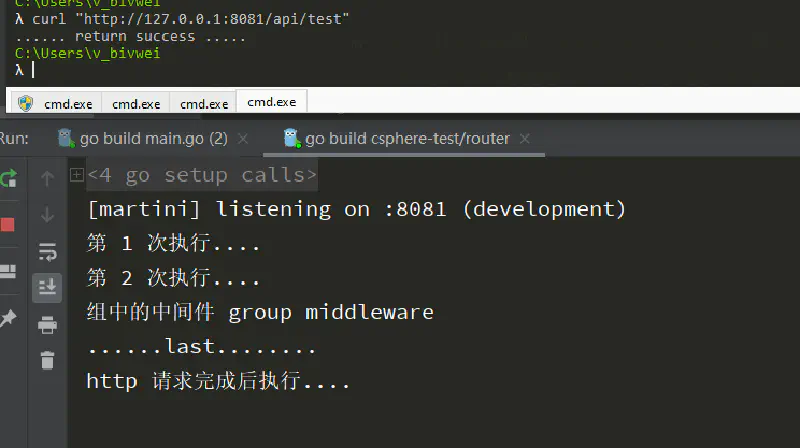 C:\Users\v_bivwei
λ curl "http://127.0.0.1:8081/api/test"
...... return success .....
C:\Users\v_bivwei
λ
cmd.exe cmd.exe cmd.exe cmd.exe
Run: go build main.go (2) × go build csphere-test/router ×
<4 go setup calls>
[martini] listening on :8081 (development)
第 1 次执行....
第 2 次执行....
组中的中间件 group middleware
......last........
http 请求完成后执行....